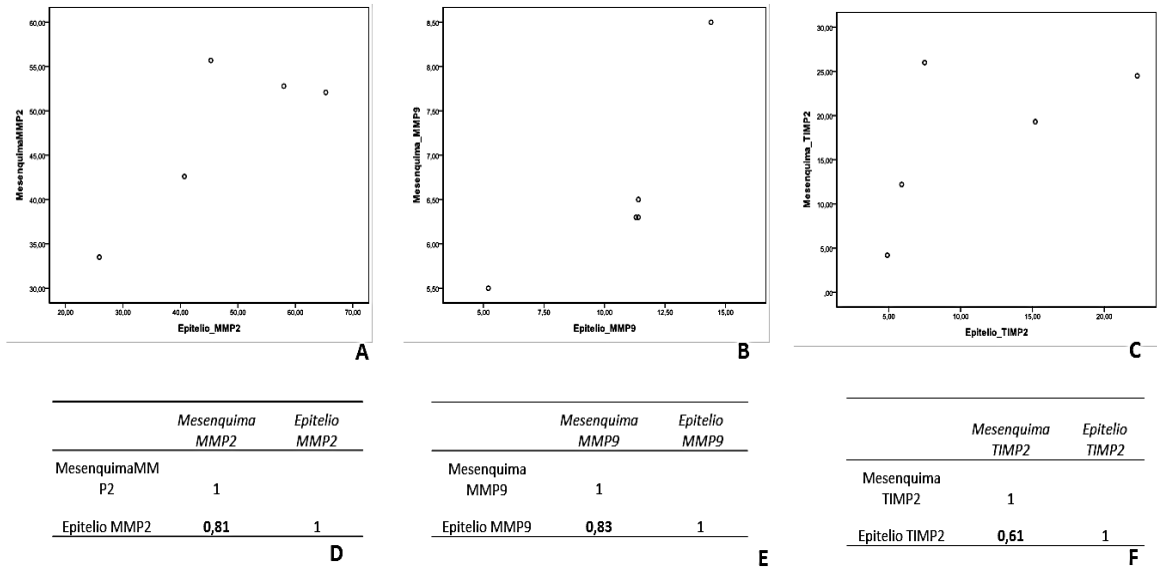 60,00
55,00
50,00
45,00
40,00
35,00
30,00
MesenquimaMMP2
20,00 30,00 40,00 50,00 60,00 70,00
Epitelio_MMP2
A
8,50
8,00
7,50
7,00
6,50
6,00
5,50
Mesenquima_MMP9
5,00 7,50 10,00 12,50 15,00
Epitelio_MMP9
B
30,00
25,00
20,00
15,00
10,00
5,00
,00
Mesenquima_TIMP2
5,00 10,00 15,00 20,00
Epitelio_TIMP2
C
Mesenquima Epitelio
MMP2 MMP2
MesenquimaMM
P2 1
Epitelio MMP2 0,81 1
D
Mesenquima Epitelio
MMP9 MMP9
Mesenquima
MMP9 1
Epitelio MMP9 0,83 1
E
Mesenquima Epitelio
TIMP2 TIMP2
Mesenquima
TIMP2 1
Epitelio TIMP2 0,61 1
F